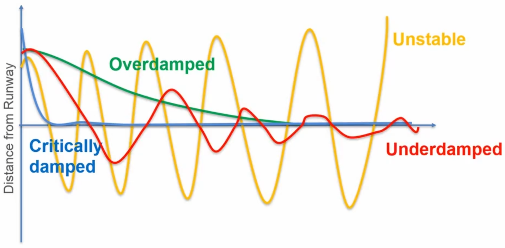 Unstable
Overdamped
Distance from Runway
Critically
damped
Underdamped